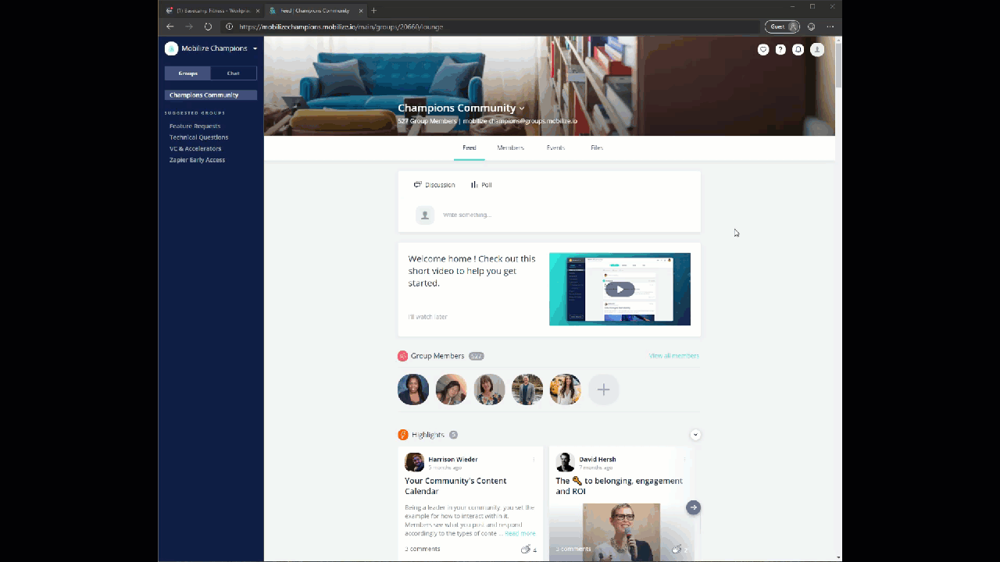 (1) Easecamp Fitness - Workplac
Feed | Champions Community
https://mobilizechampions.mobilize.io/main/groups/20660/lounge
Guest
Mobilize Champions
Groups
Chat
Champions Community
SUGGESTED GROUPS
Feature Requests
Technical Questions
VC & Accelerators
Zapier Early Access
Champions Community
527 Group Members | mobilize-champions@groups.mobilize.io
Feed
Members
Events
Files
Discussion
Poll
Write something...
Welcome home ! Check out this
short video to help you get
started.
I'll watch later
Group Members 527
View all members
Highlights 5
Harrison Wieder
5 months ago
Your Community's Content
Calendar
Being a leader in your community, you set the
example for how to interact within it.
Members see what you post and respond
accordingly to the types of conte ... Read more
3 comments
4
David Hersh
7 months ago
The 🔑 to belonging, engagement
and ROI
3 comments
2